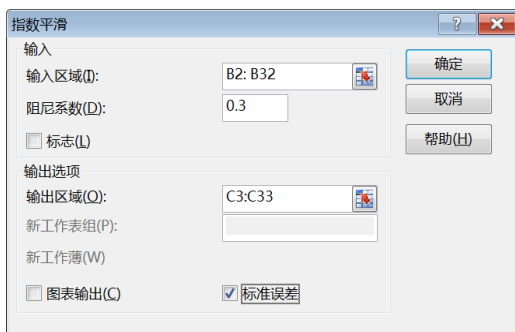 指数平滑
输入
输入区域(I): B2: B32
阻尼系数(D): 0.3
标志(L)
确定
取消
帮助(H)
输出选项
输出区域(O): C3:C33
新工作表组(P):
新工作薄(W)
图表输出(C) 标准误差